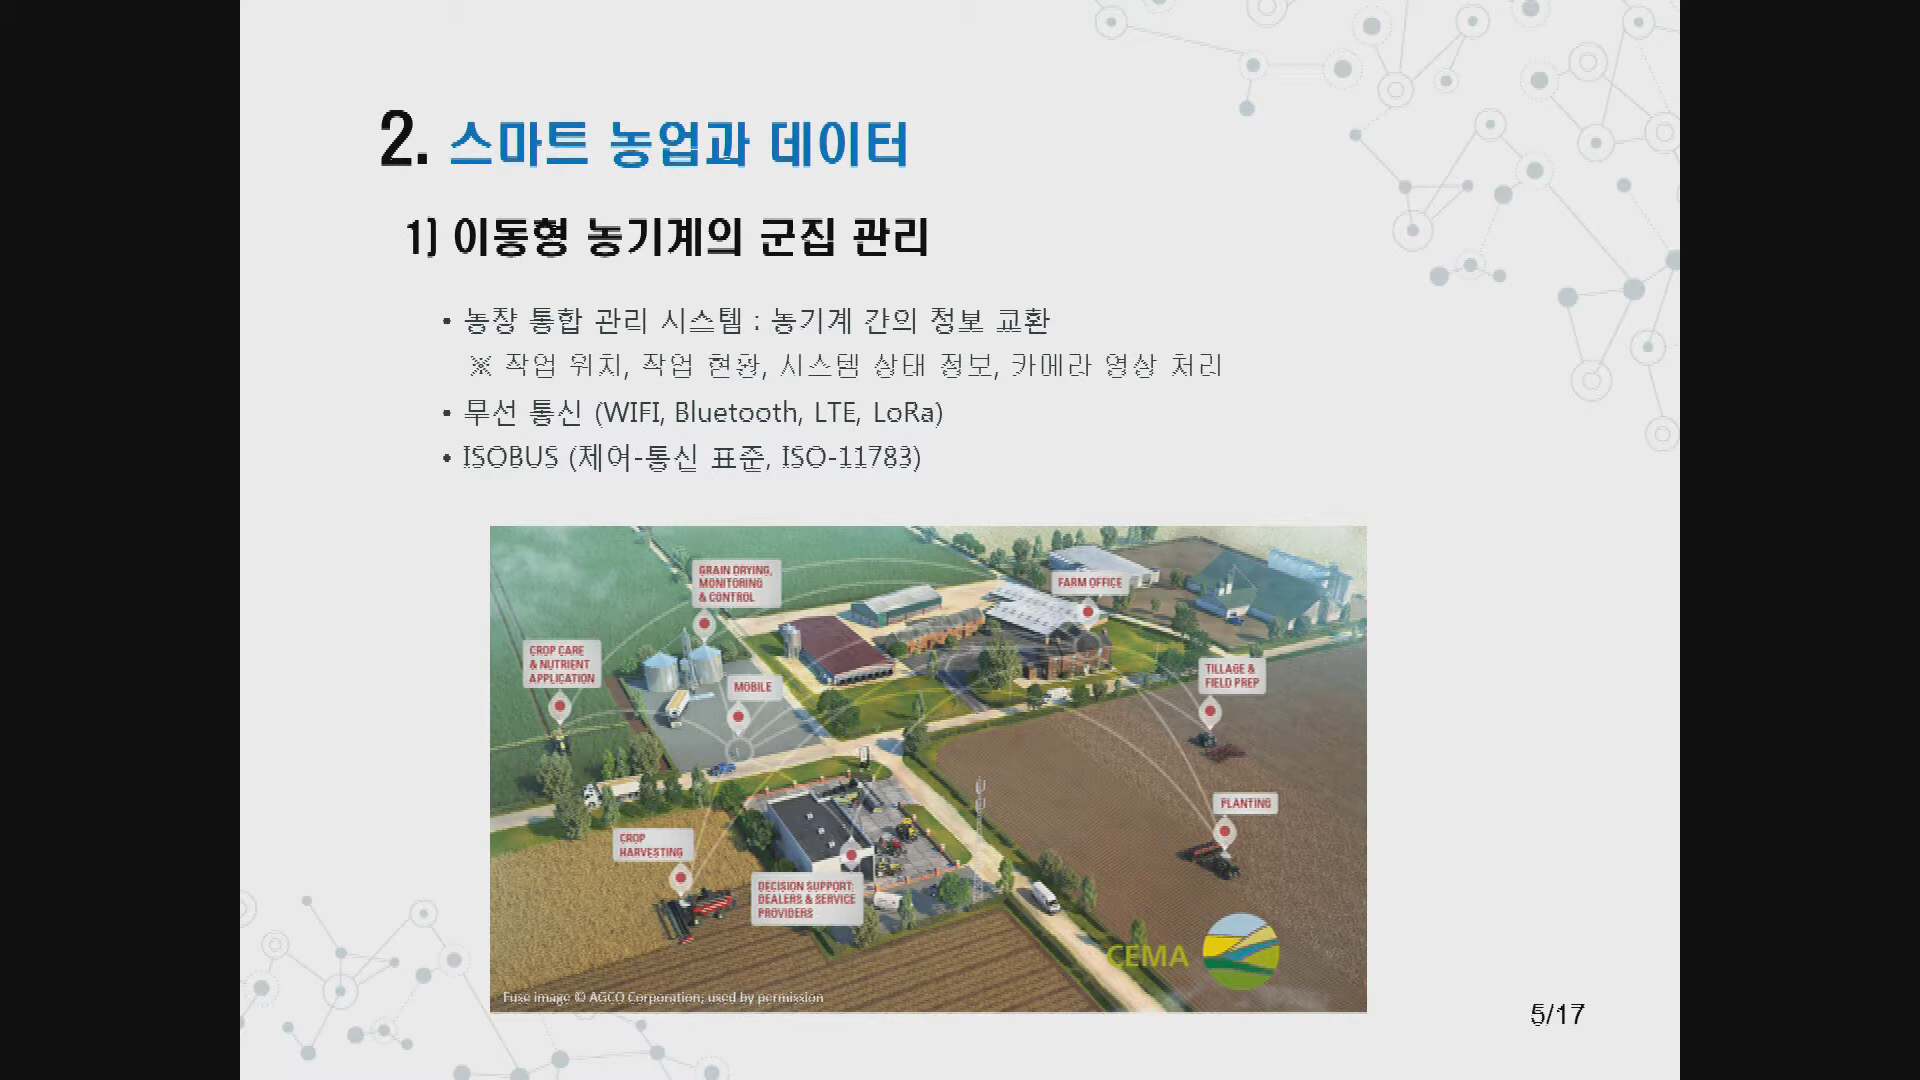 2. 스마트 농업과 데이터
1) 이동형 농기계의 군집 관리
• 농장 통합 관리 시스템 : 농기계 간의 정보 교환
※ 작업 위치, 작업 현황, 시스템 상태 정보, 카메라 영상 처리
• 무선 통신 (WIFI, Bluetooth, LTE, LoRa)
• ISOBUS (제어-통신 표준, ISO-11783)
GRAIN DRYING,
MONITORING
& CONTROL
FARM OFFICE
CROP CARE
& NUTRIENT
APPLICATION
MOBILE
TILLAGE &
FIELD PREP
PLANTING
CROP
HARVESTING
DECISION SUPPORT:
DEALERS & SERVICE
PROVIDERS
CEMA
Fuse image © AGCO Corporation; used by permission
5/17